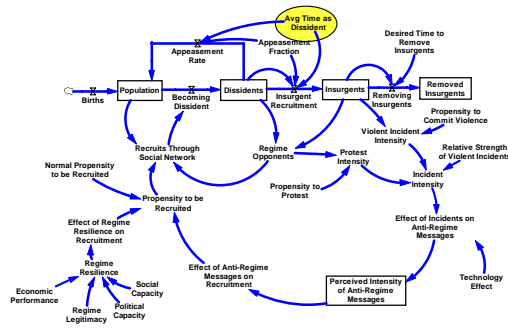 Avg Time as
Dissident
Appeasement
Rate
Appeasement
Fraction
Desired Time to
Remove
Insurgents
Births
Population
Becoming
Dissident
Dissidents
Insurgent
Recruitment
Insurgents
Removing
Insurgents
Removed
Insurgents
Propensity to
Commit Violence
Violent Incident
Intensity
Recruits Through
Social Network
Regime
Opponents
Protest
Intensity
Relative Strength
of Violent Incidents
Incident
Intensity
Normal Propensity
to be Recruited
Propensity to
Protest
Propensity to be
Recruited
Effect of Regime
Resilience on
Recruitment
Effect of Incidents on
Anti-Regime
Messages
Regime
Resilience
Effect of Anti-Regime
Messages on
Recruitment
Technology
Effect
Economic
Performance
Social
Capacity
Political
Capacity
Regime
Legitimacy
Perceived Intensity
of Anti-Regime
Messages